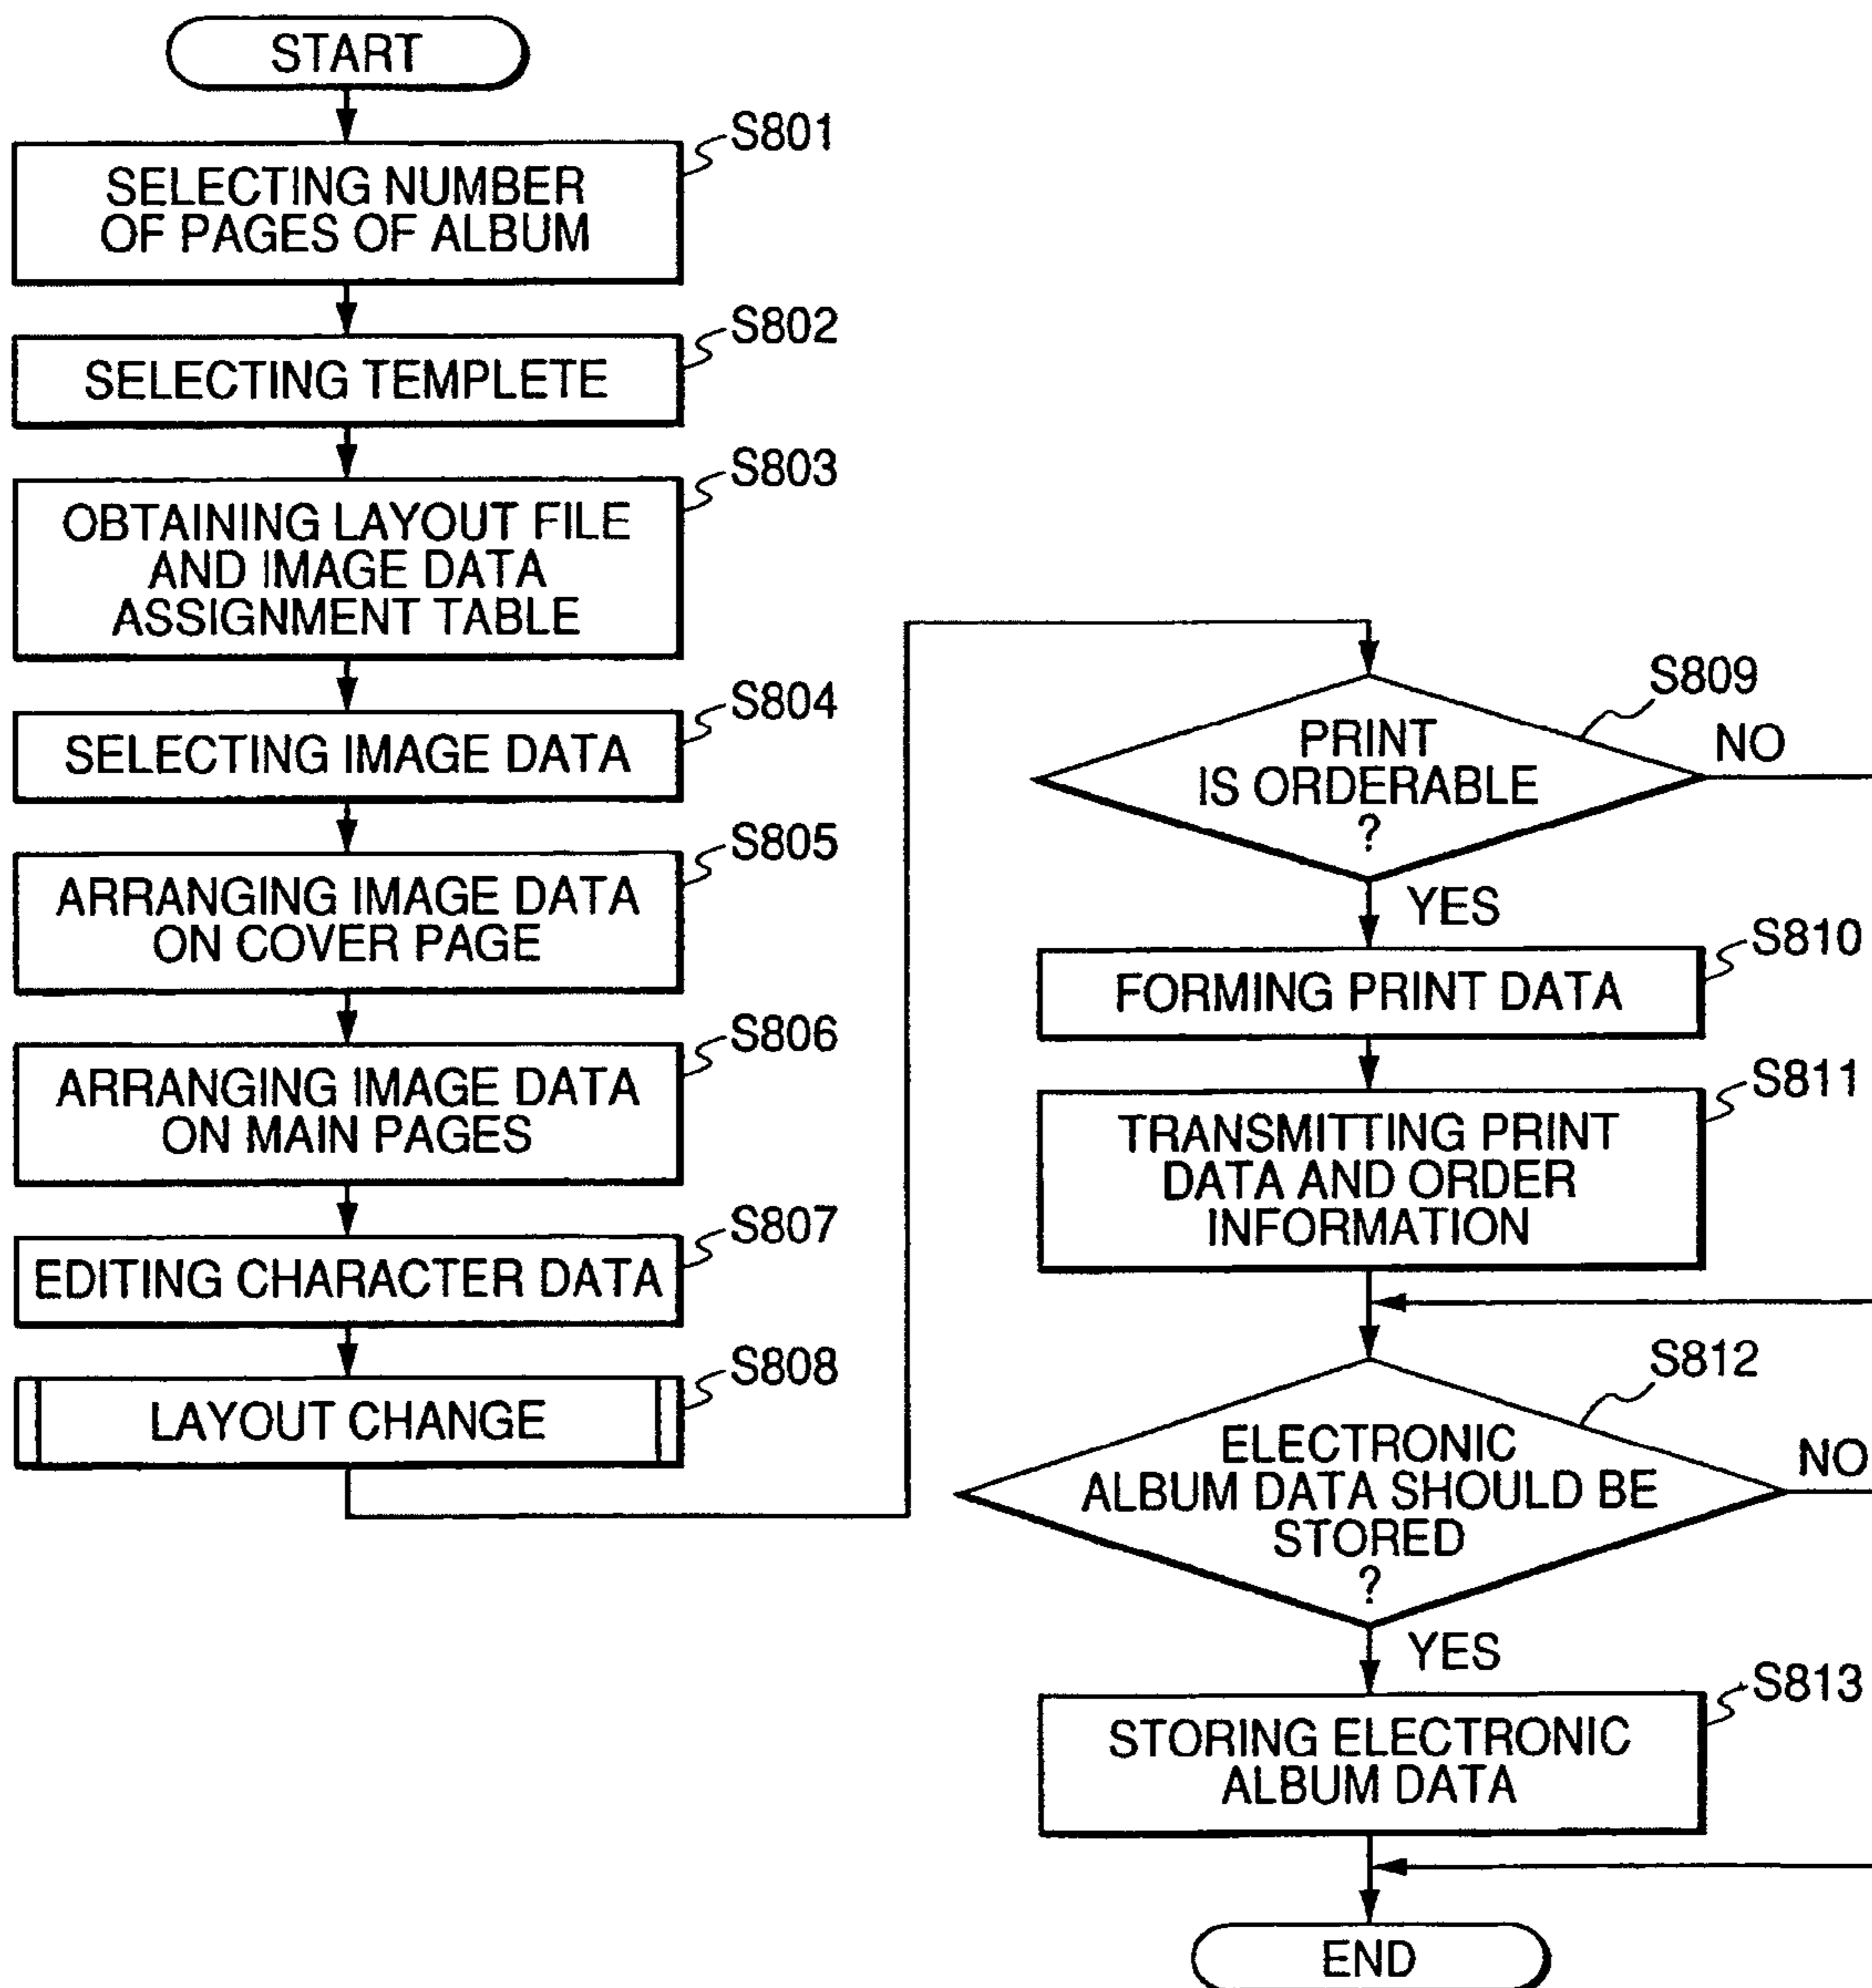 START
S801
SELECTING NUMBER
OF PAGES OF ALBUM
S802
SELECTING TEMPLETE
S803
OBTAINING LAYOUT FILE
AND IMAGE DATA
ASSIGNMENT TABLE
S804
SELECTING IMAGE DATA
S805
ARRANGING IMAGE DATA
ON COVER PAGE
S806
ARRANGING IMAGE DATA
ON MAIN PAGES
S807
EDITING CHARACTER DATA
S808
LAYOUT CHANGE
S809
PRINT
IS ORDERABLE
?
NO
YES
S810
FORMING PRINT DATA
S811
TRANSMITTING PRINT
DATA AND ORDER
INFORMATION
S812
ELECTRONIC
ALBUM DATA SHOULD BE
STORED
?
NO
YES
S813
STORING ELECTRONIC
ALBUM DATA
END